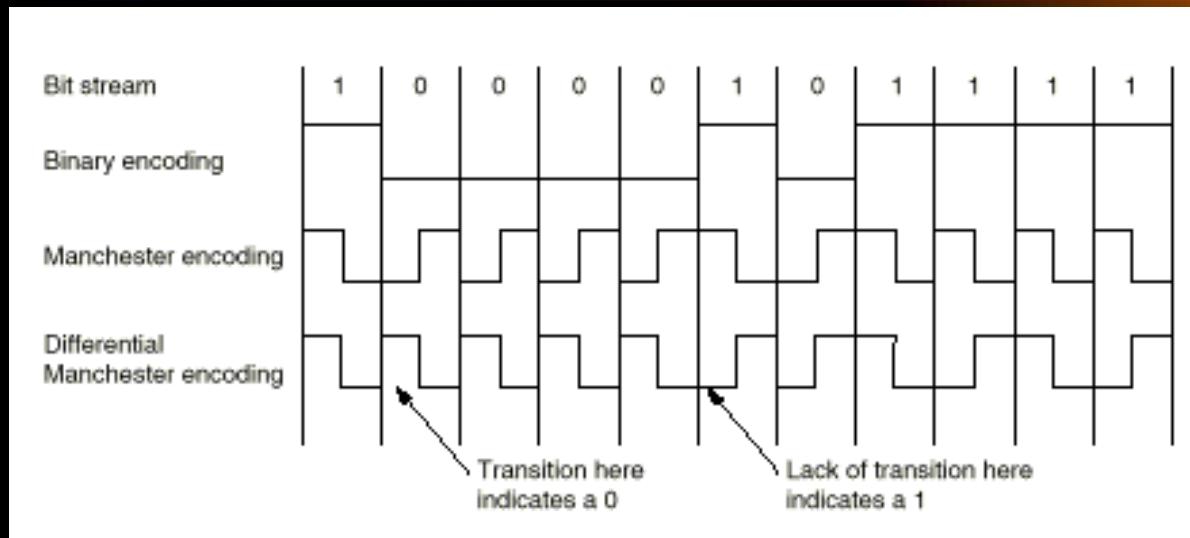 Bit stream 1 0 0 0 0 1 0 1 1 1 1
Binary encoding
Manchester encoding
Differential
Manchester encoding
Transition here
indicates a 0
Lack of transition here
indicates a 1